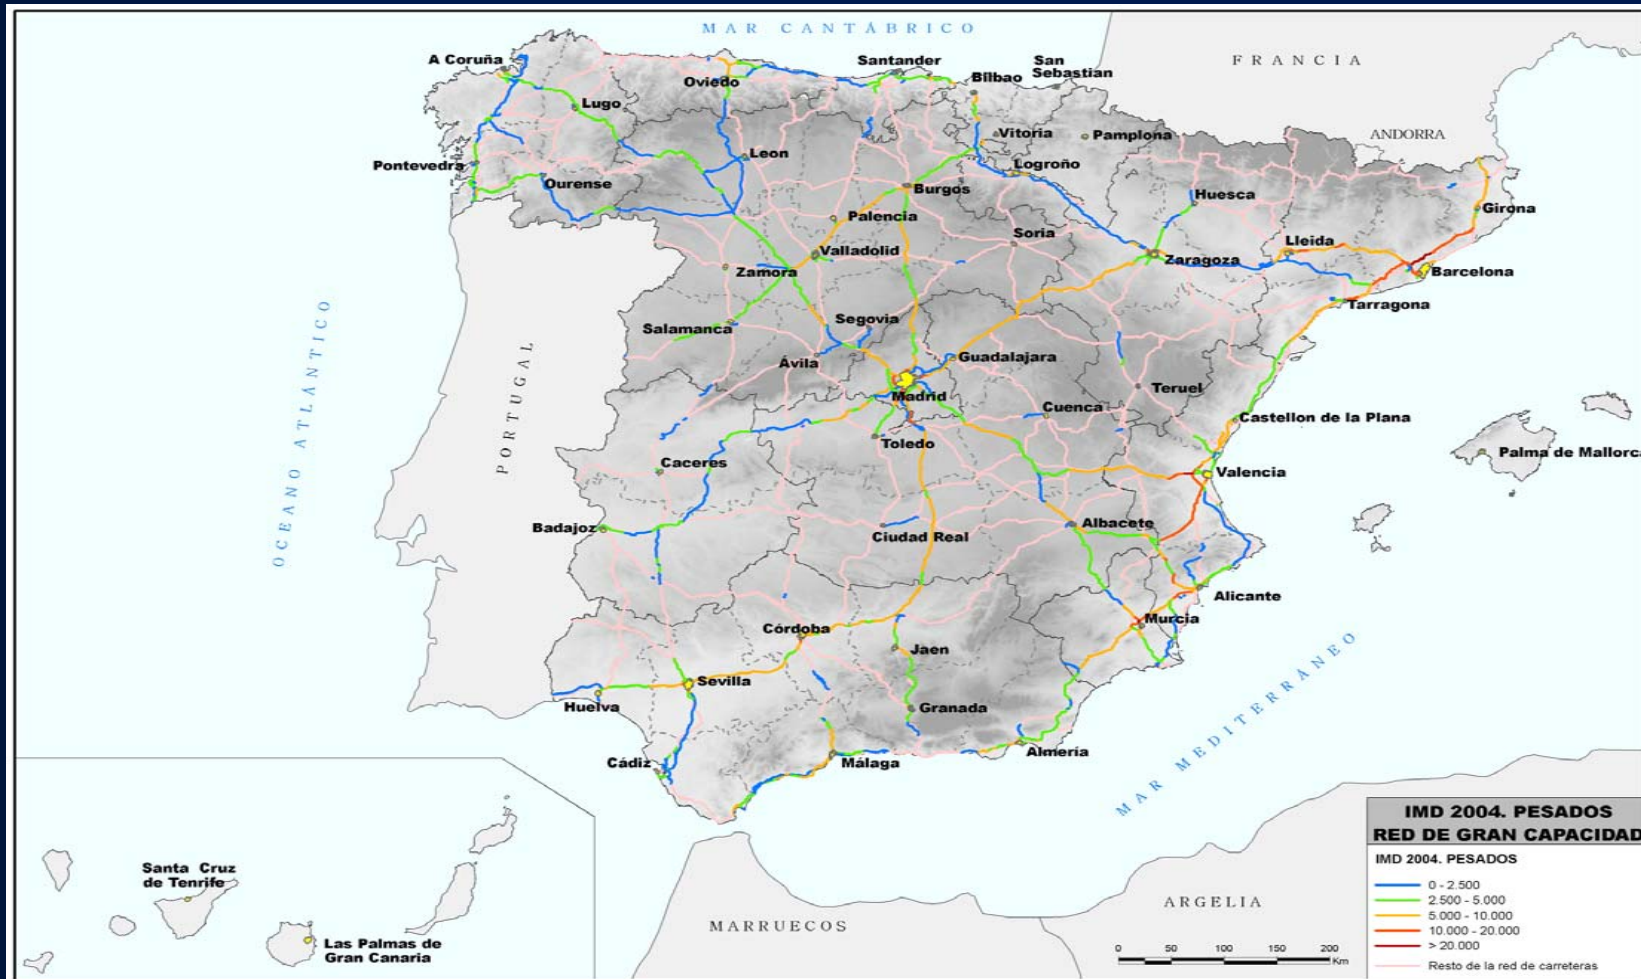 MAR CANTÁBRICO
FRANCIA
A Coruña
Santander
San
Sebastian
Oviedo
Bilbao
Lugo
Vitoria
Pamplona
ANDORRA
Leon
Pontevedra
Logroño
Ourense
Burgos
Huesca
Girona
Palencia
Soria
Lleida
Valladolid
Zaragoza
Zamora
Barcelona
Tarragona
Segovia
Salamanca
Ávila
Guadalajara
OCEANO ATLÁNTICO
PORTUGAL
Madrid
Teruel
Cuenca
Castellon de la Plana
Toledo
Palma de Mallorca
Caceres
Valencia
Badajoz
Ciudad Real
Albacete
Alicante
Córdoba
Murcia
Jaen
Sevilla
Huelva
Granada
MAR MEDITERRÁNEO
Almería
Cádiz
Málaga
Santa Cruz
de Tenrife
Las Palmas de
Gran Canaria
MARRUECOS
ARGELIA
0 50 100 150 200
Km
IMD 2004. PESADOS
RED DE GRAN CAPACIDAD
IMD 2004. PESADOS
0 - 2.500
2.500 - 5.000
5.000 - 10.000
10.000 - 20.000
> 20.000
Resto de la red de carreteras